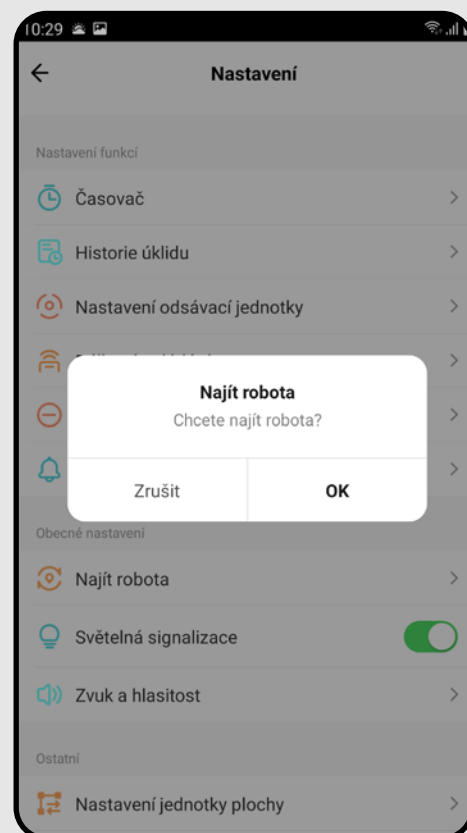 10:29
Nastavení
Nastavení funkcí
Časovač
Historie úklidu
Nastavení odsávací jednotky
Najít robota
Chcete najít robota?
Zrušit
OK
Obecné nastavení
Najít robota
Světelná signalizace
Zvuk a hlasitost
Ostatní
Nastavení jednotky plochy